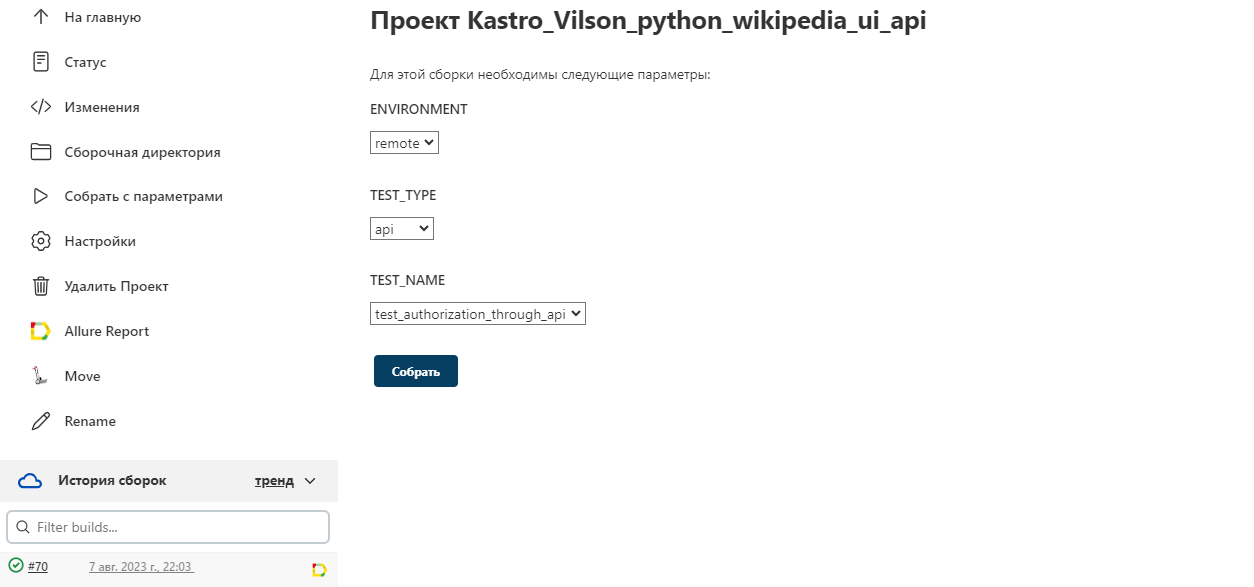 На главную
Статус
Изменения
Сборочная директория
Собрать с параметрами
Настройки
Удалить Проект
Allure Report
Move
Rename
История сборок тренд
Filter builds...
#70 7 авг. 2023 г., 22:03
Проект Kastro_Vilson_python_wikipedia_ui_api
Для этой сборки необходимы следующие параметры:
ENVIRONMENT
remote
TEST_TYPE
api
TEST_NAME
test_authorization_through_api
Собрать